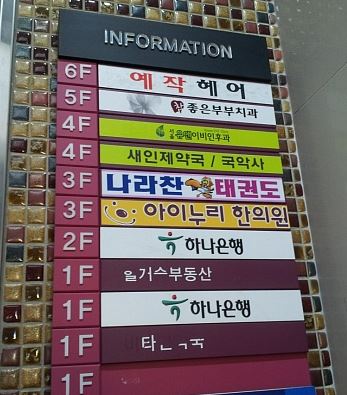 INFORMATION
6F 예작헤어
5F 좋은부부치과
4F 이비인후과
4F 새인제약국 / 국약사
3F 나라찬 태권도
3F 아이누리 한의원
2F 하나은행
1F 부동산
1F 하나은행
1F
1F